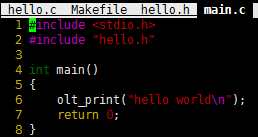 hello.c Makefile hello.h main.c
1 #include <stdio.h>
2 #include "hello.h"
3
4 int main()
5 {
6     olt_print("hello world\n");
7     return 0;
8 }